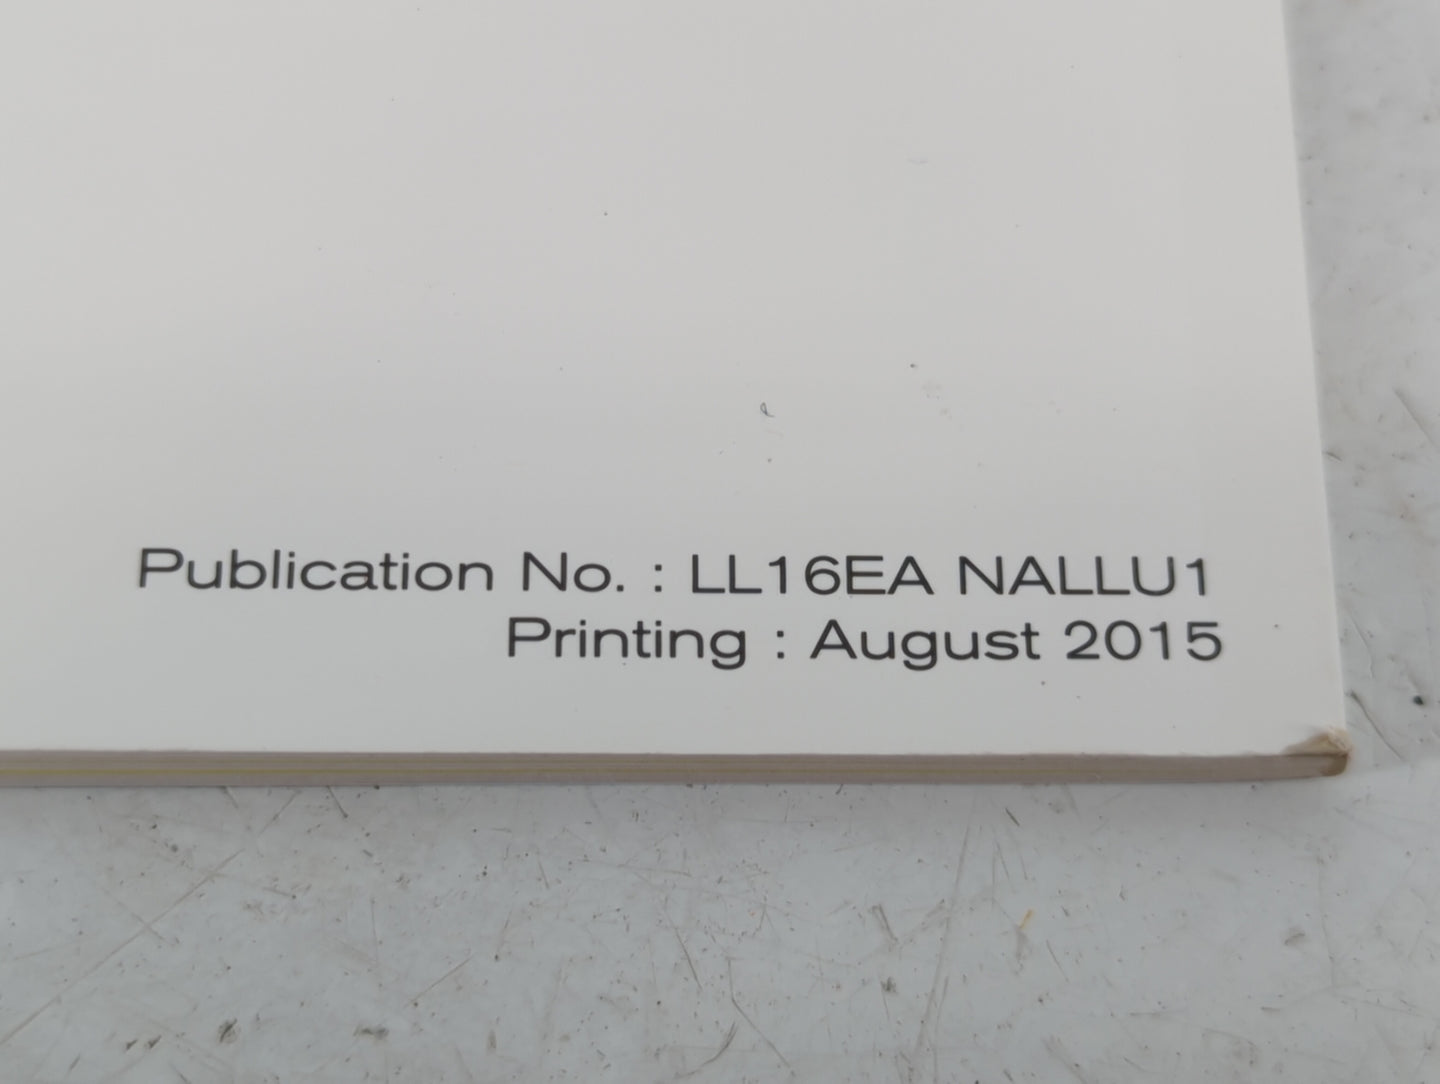 Publication No. : LL16EA NALLU1
Printing : August 2015